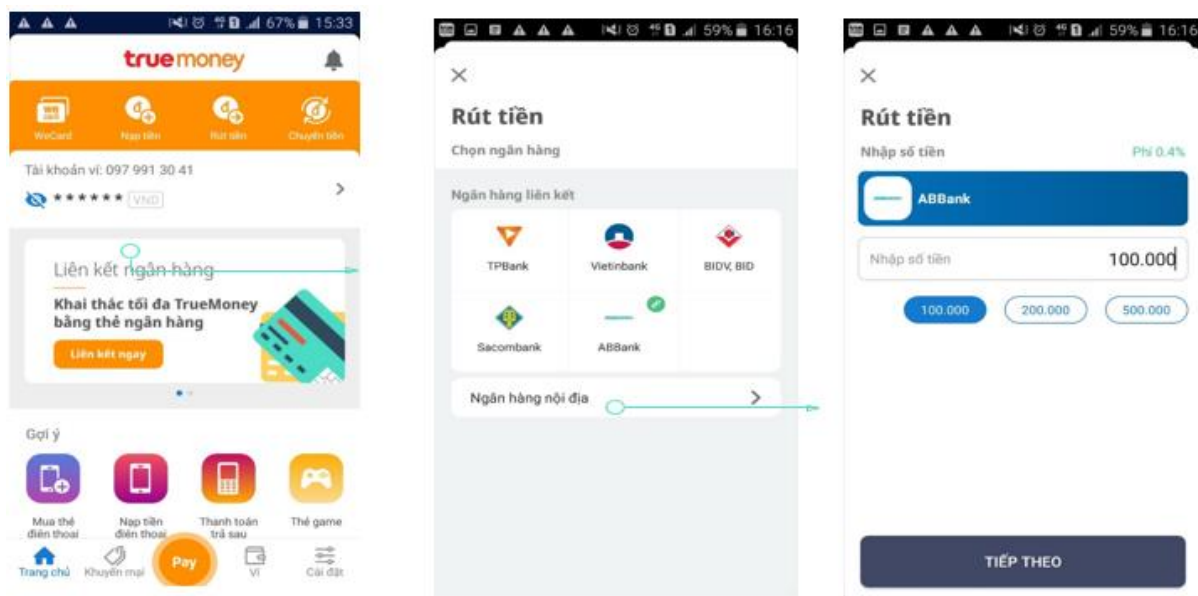 67% 15:33
truemoney
WeCard Nạp tiền Rút tiền Chuyển tiền
Tài khoản ví: 097 991 30 41
****** VND
Liên kết ngân hàng
Khai thác tối đa TrueMoney
bằng thẻ ngân hàng
Liên kết ngay
Gợi ý
Mua thẻ
điện thoại
Nạp tiền
điện thoại
Thanh toán
trả sau
Thẻ game
Trang chủ Khuyến mại Pay Ví Cài đặt
4G 59% 16:16
Rút tiền
Chọn ngân hàng
Ngân hàng liên kết
TPBank Vietinbank BIDV, BID
Sacombank ABBank
Ngân hàng nội địa
4G 59% 16:16
Rút tiền
Nhập số tiền Phí 0.4%
ABBank
Nhập số tiền 100.000
100.000 200.000 500.000
TIẾP THEO